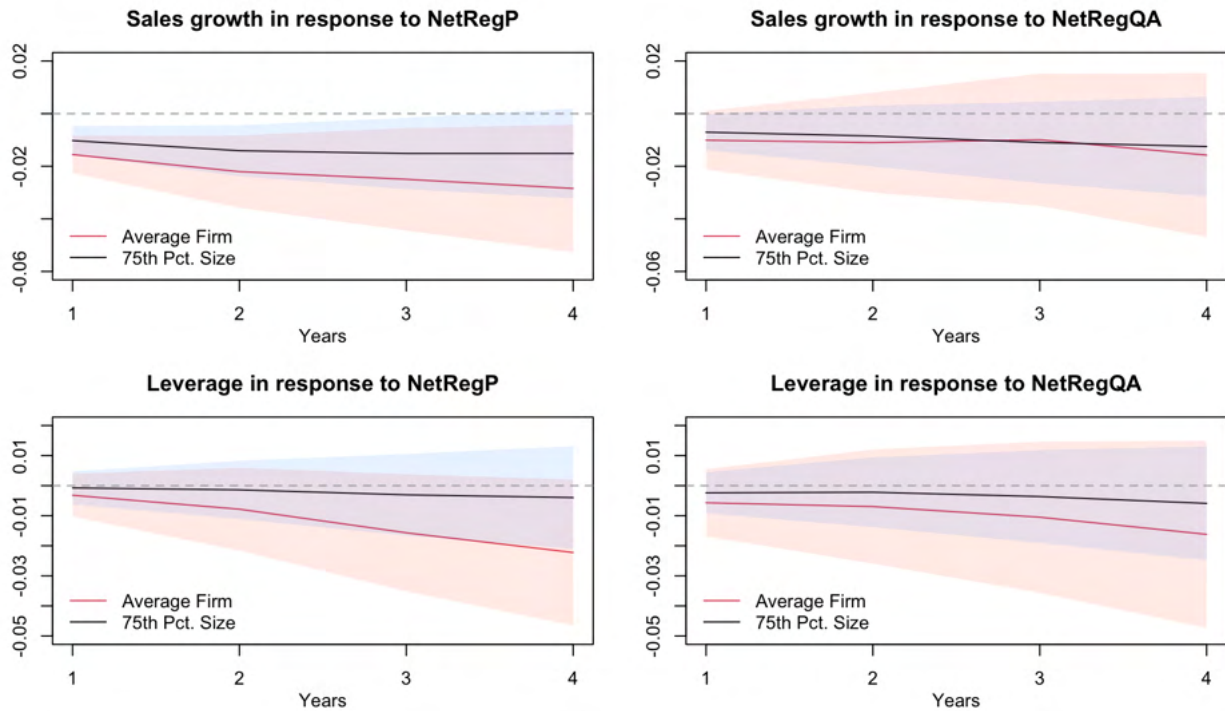 Sales growth in response to NetRegP
0.02
-0.02
-0.06
Average Firm
75th Pct. Size
1 2 3 4
Years
Sales growth in response to NetRegQA
0.02
-0.02
-0.06
Average Firm
75th Pct. Size
1 2 3 4
Years
Leverage in response to NetRegP
0.01
-0.01
-0.03
-0.05
Average Firm
75th Pct. Size
1 2 3 4
Years
Leverage in response to NetRegQA
0.01
-0.01
-0.03
-0.05
Average Firm
75th Pct. Size
1 2 3 4
Years